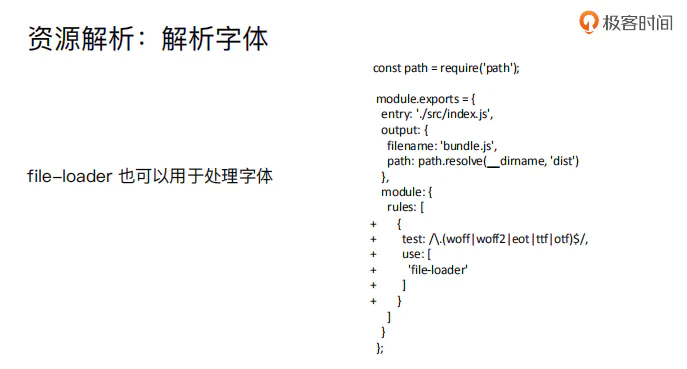 极客时间
资源解析：解析字体
file-loader 也可以用于处理字体
const path = require('path');
module.exports = {
entry: './src/index.js',
output: {
filename: 'bundle.js',
path: path.resolve(__dirname, 'dist')
},
module: {
rules: [
+ {
+ test: /\.(woff|woff2|eot|ttf|otf)$/,
+ use: [
+ 'file-loader'
+ ]
+ }
]
}
};